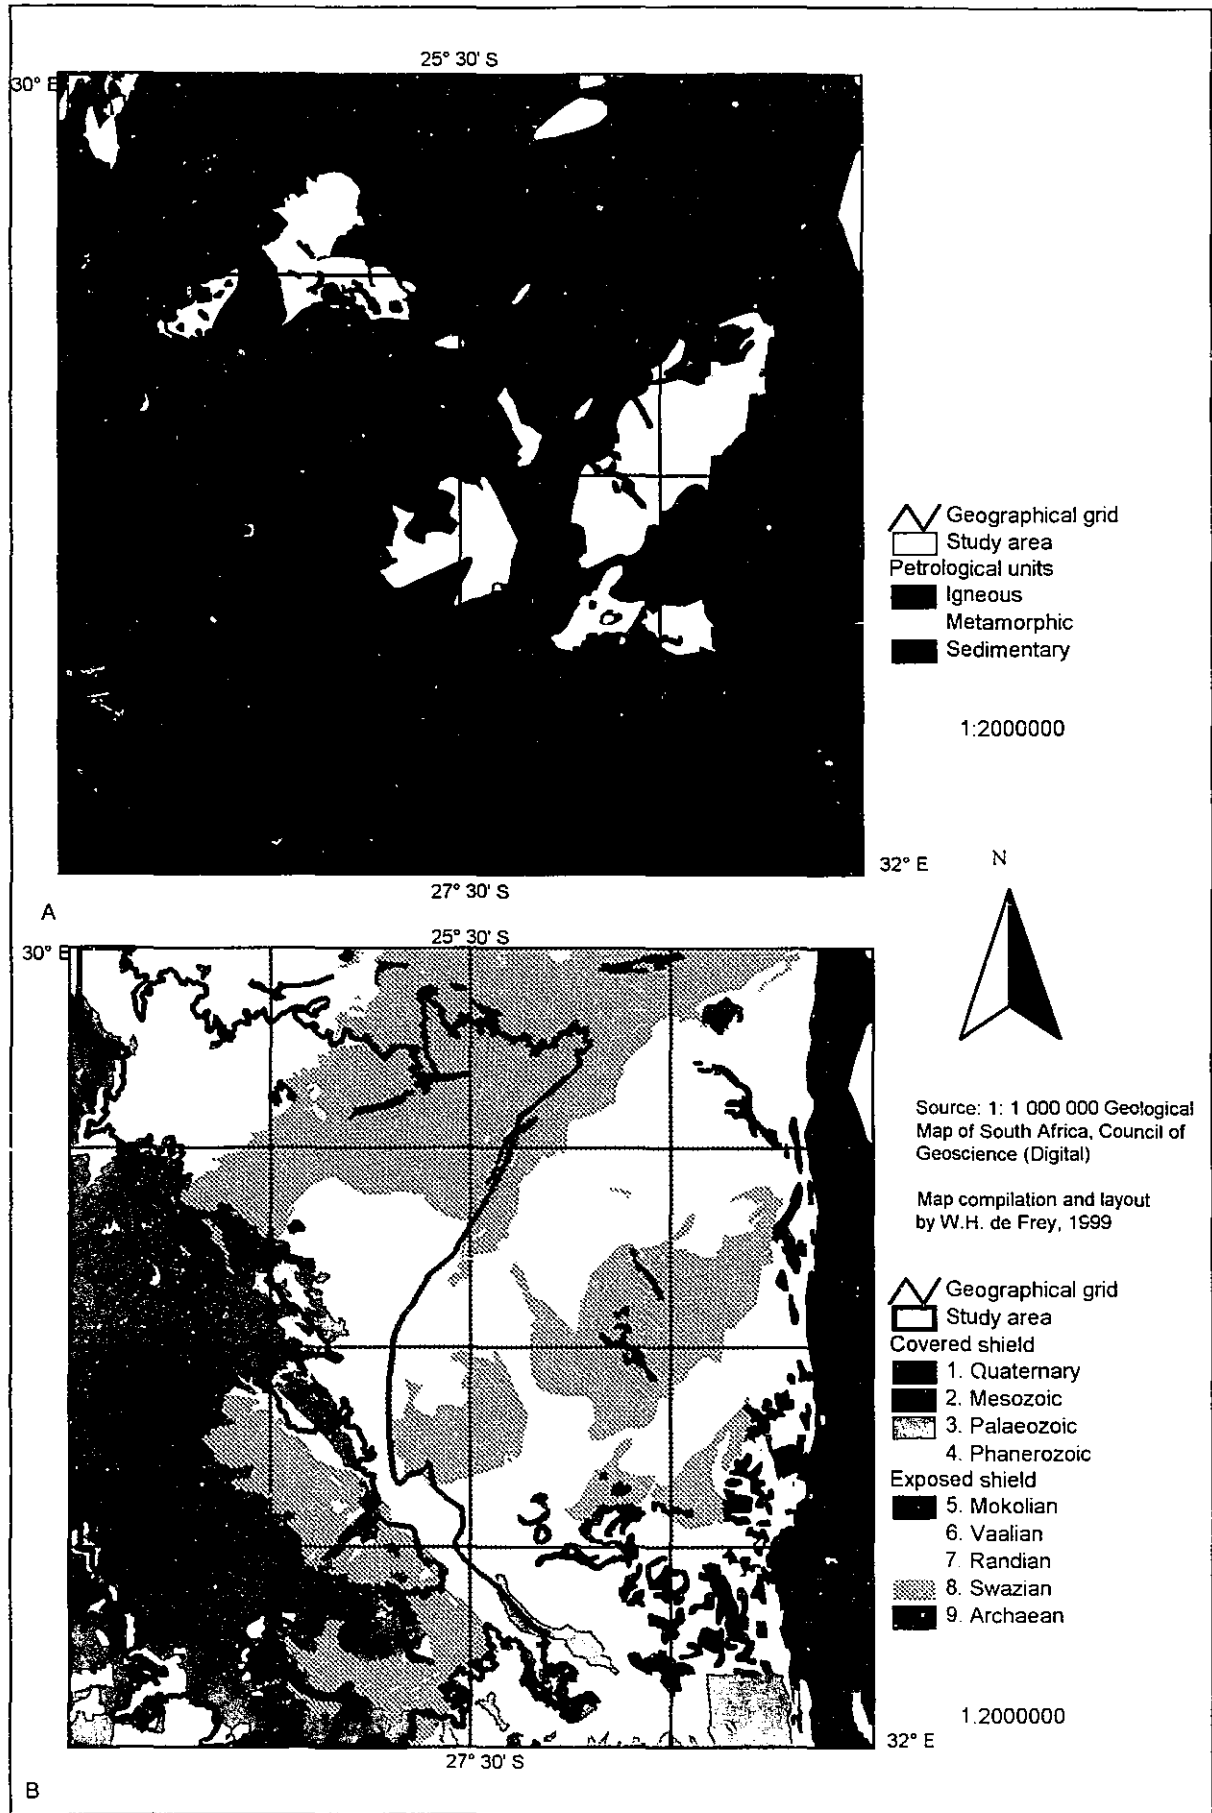 25° 30' S
30° E
Geographical grid
Study area
Petrological units
Igneous
Metamorphic
Sedimentary
1:2000000
32° E
27° 30' S
A
N
25° 30' S
30° E
Source: 1: 1 000 000 Geological
Map of South Africa, Council of
Geoscience (Digital)
Map compilation and layout
by W.H. de Frey, 1999
Geographical grid
Study area
Covered shield
1. Quaternary
2. Mesozoic
3. Palaeozoic
4. Phanerozoic
Exposed shield
5. Mokolian
6. Vaalian
7. Randian
8. Swazian
9. Archaean
1:2000000
32° E
27° 30' S
B